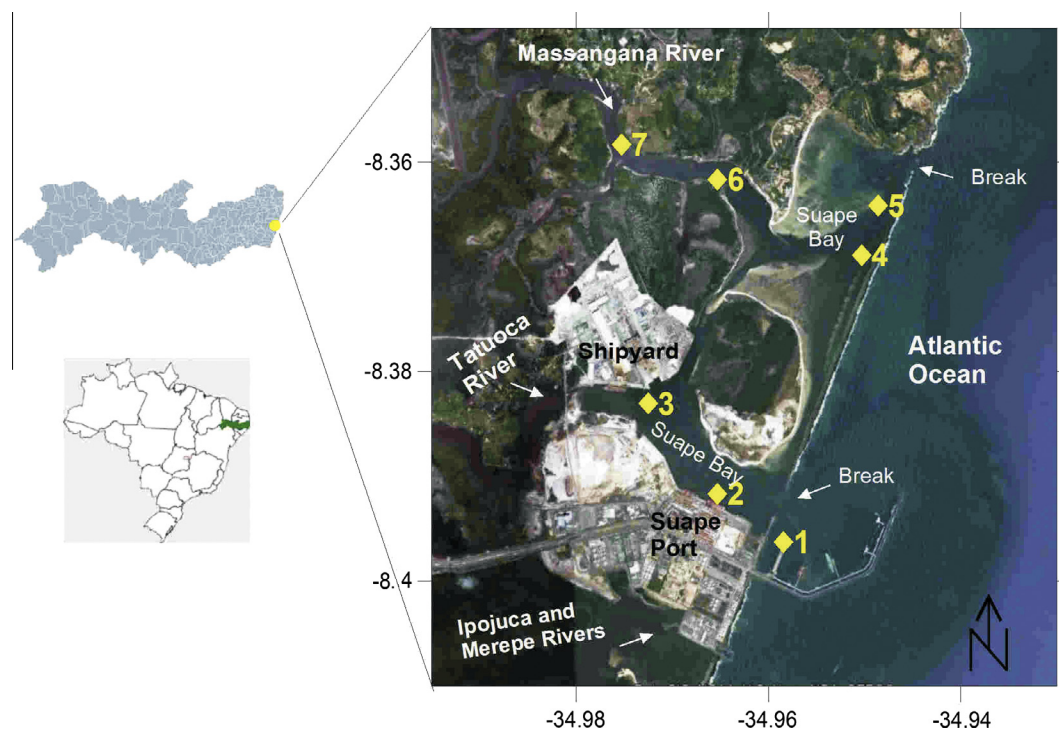 Massangana River
7
-8.36
6
Break
5
Suape
Bay
4
Atlantic
Ocean
Shipyard
Tatuoca
River
-8.38
3
Suape Bay
Break
2
Suape
Port
1
-8.4
Ipojuca and
Merepe Rivers
N
-34.98
-34.96
-34.94